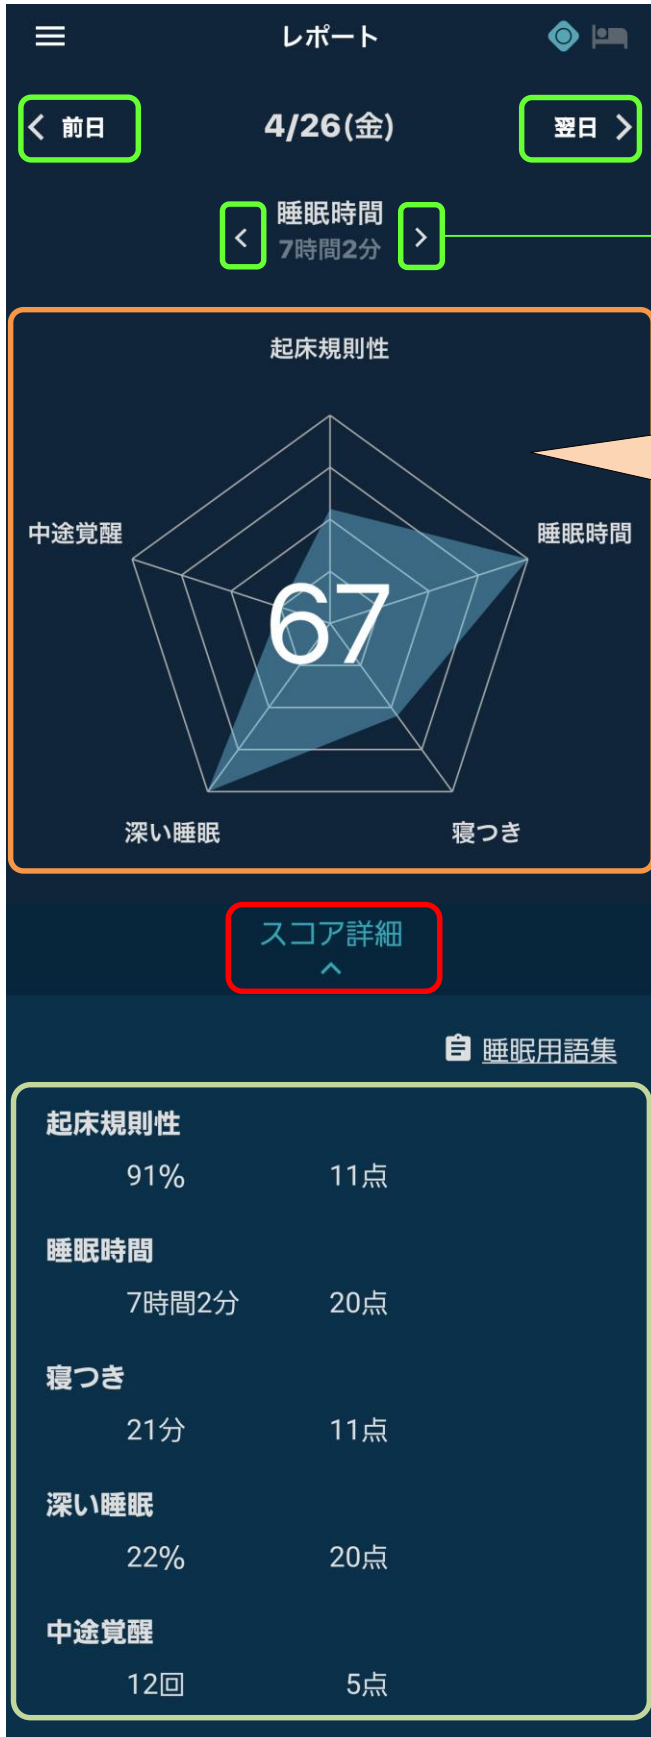 レポート
前日
4/26(金)
翌日
睡眠時間
7時間2分
起床規則性
中途覚醒
睡眠時間
67
深い睡眠
寝つき
スコア詳細
睡眠用語集
起床規則性
91% 11点
睡眠時間
7時間2分 20点
寝つき
21分 11点
深い睡眠
22% 20点
中途覚醒
12回 5点